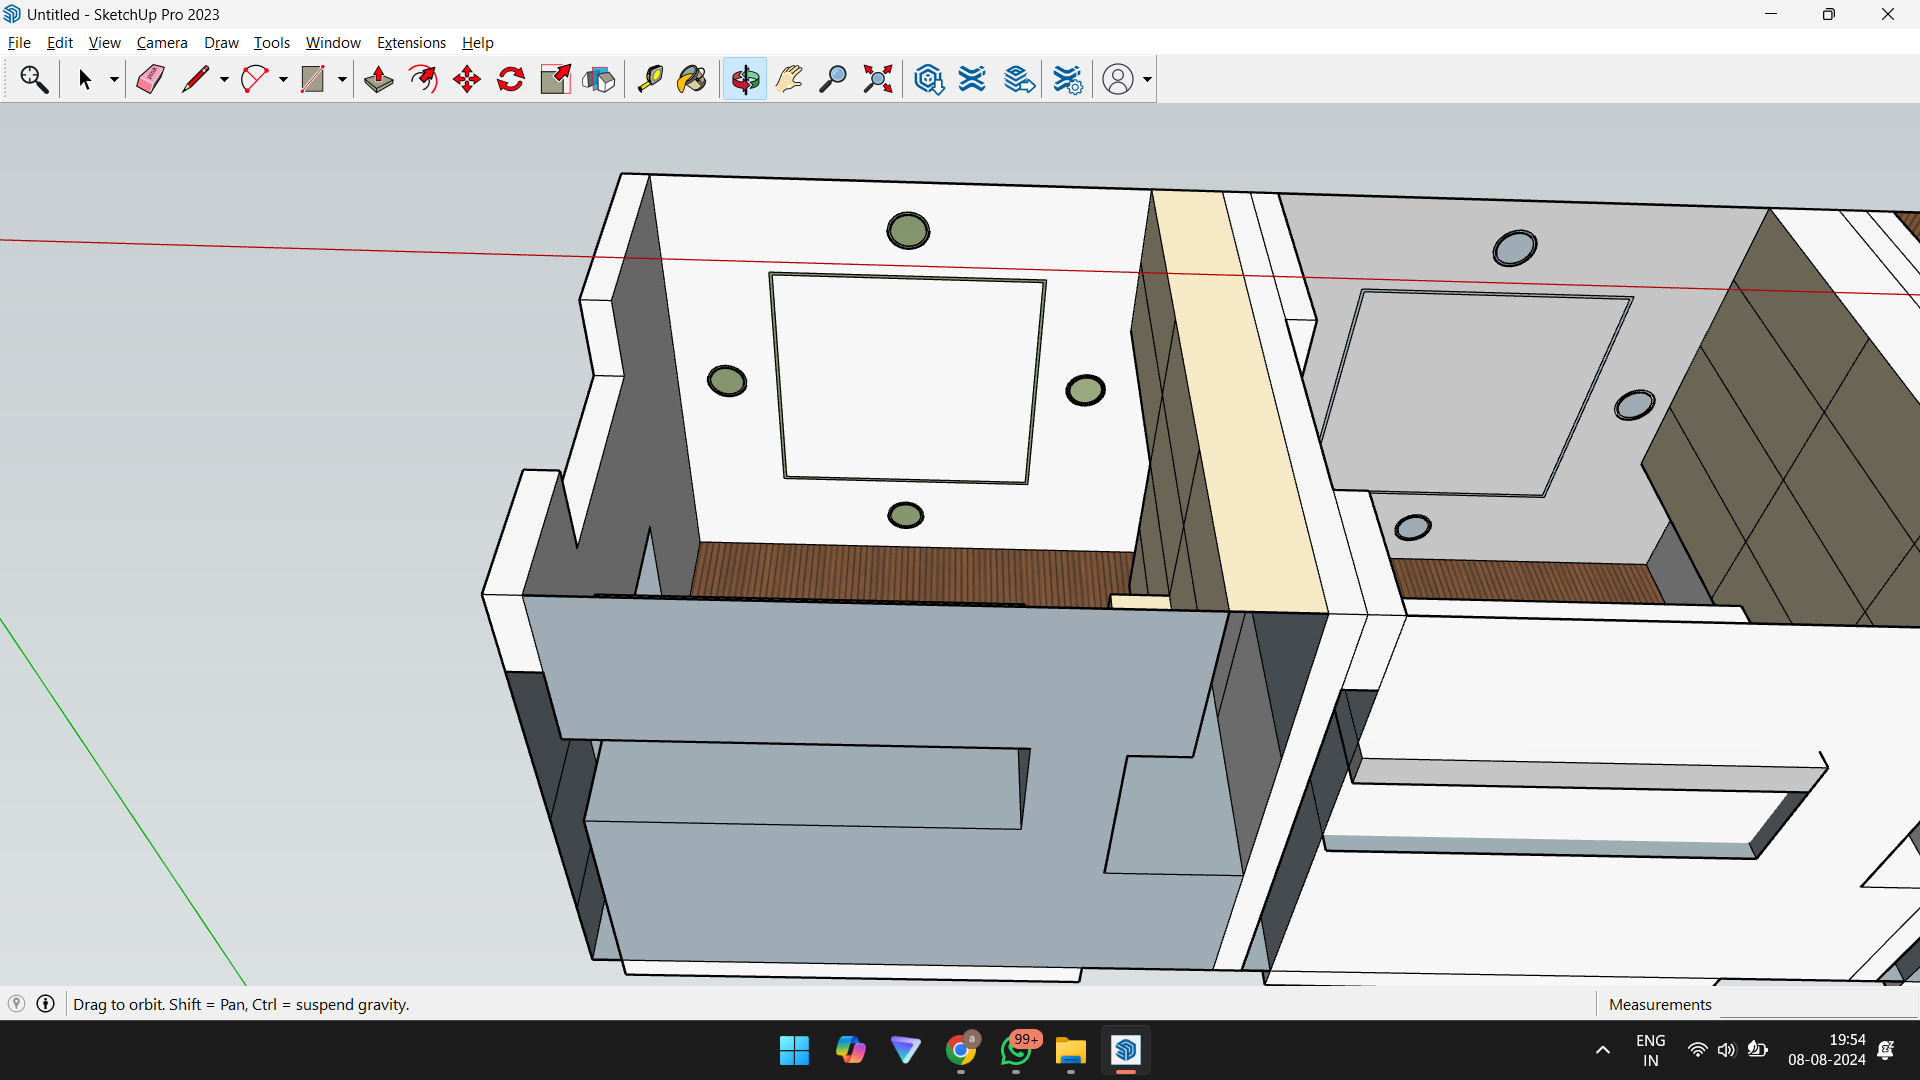 Untitled - SketchUp Pro 2023
File Edit View Camera Draw Tools Window Extensions Help
Drag to orbit. Shift = Pan, Ctrl = suspend gravity.
Measurements
99+
a
ENG
IN
19:54
08-08-2024